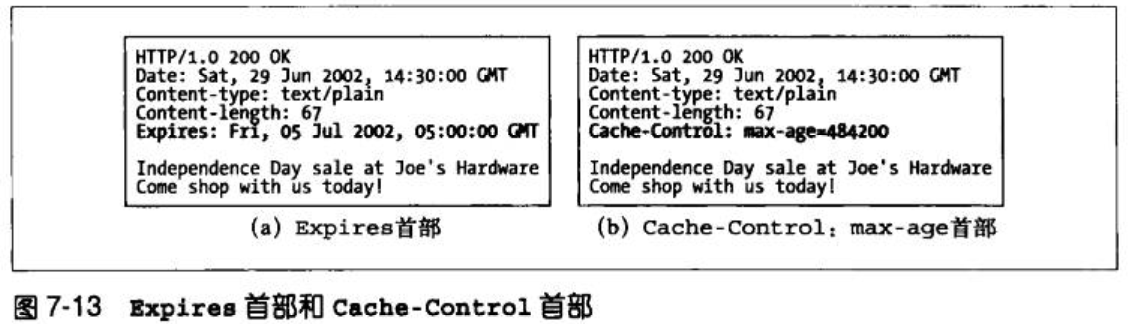 HTTP/1.0 200 OK
Date: Sat, 29 Jun 2002, 14:30:00 GMT
Content-type: text/plain
Content-length: 67
Expires: Fri, 05 Jul 2002, 05:00:00 GMT
Independence Day sale at Joe's Hardware
Come shop with us today!
(a) Expires首部
HTTP/1.0 200 OK
Date: Sat, 29 Jun 2002, 14:30:00 GMT
Content-type: text/plain
Content-length: 67
Cache-Control: max-age=484200
Independence Day sale at Joe's Hardware
Come shop with us today!
(b) Cache-Control：max-age首部
图 7-13 Expires 首部和 Cache-Control 首部